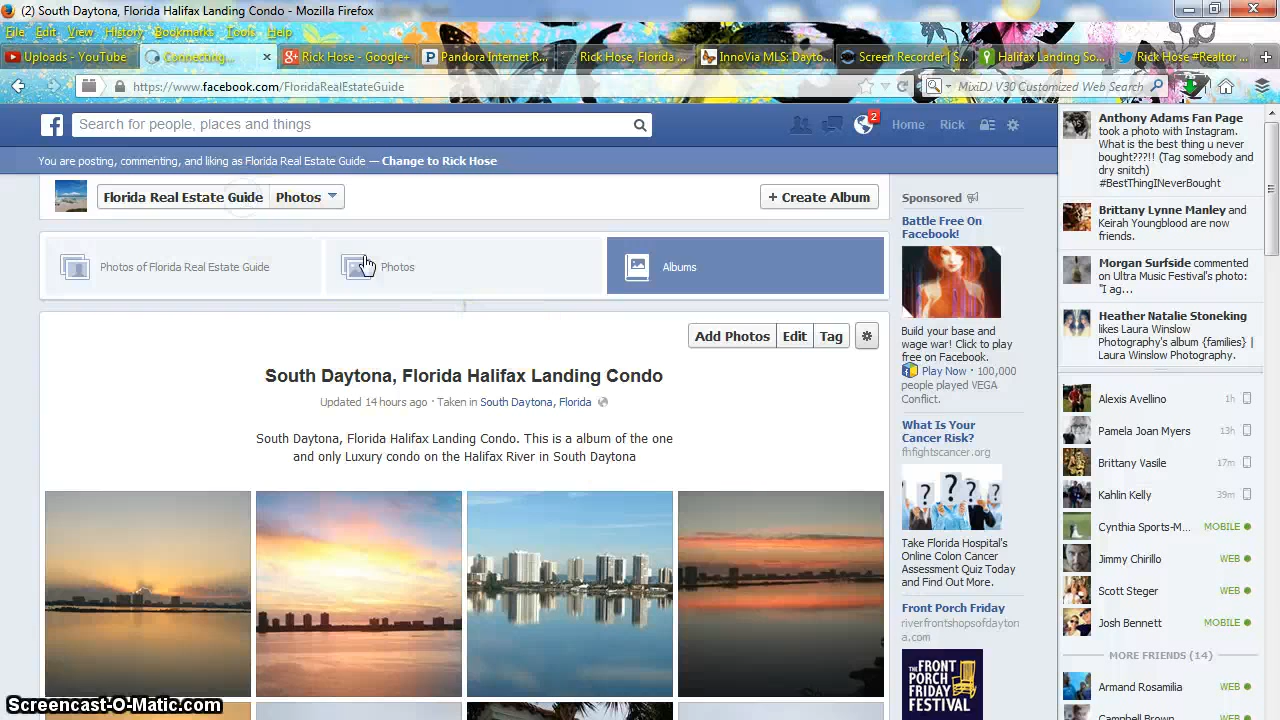 (2) South Daytona, Florida Halifax Landing Condo - Mozilla Firefox
File Edit View History Bookmarks Tools Help
Uploads - YouTube
Connecting...
Rick Hose - Google+
Pandora Internet R...
Rick Hose, Florida ...
InnoVia MLS: Dayto...
Screen Recorder | S...
Halifax Landing So...
Rick Hose #Realtor ...
https://www.facebook.com/FloridaRealEstateGuide
MixiDJ V30 Customized Web Search
Search for people, places and things
2
Home
Rick
You are posting, commenting, and liking as Florida Real Estate Guide — Change to Rick Hose
Florida Real Estate Guide
Photos
+ Create Album
Photos of Florida Real Estate Guide
Photos
Albums
Add Photos
Edit
Tag
South Daytona, Florida Halifax Landing Condo
Updated 14 hours ago · Taken in South Daytona, Florida
South Daytona, Florida Halifax Landing Condo. This is a album of the one
and only Luxury condo on the Halifax River in South Daytona
Sponsored
Battle Free On
Facebook!
Build your base and
wage war! Click to play
free on Facebook.
Play Now · 100,000
people played VEGA
Conflict.
What Is Your
Cancer Risk?
fhfightscancer.org
? ? ? ? ?
Take Florida Hospital's
Online Colon Cancer
Assessment Quiz Today
and Find Out More.
Front Porch Friday
riverfrontshopsofdayton
a.com
THE
FRONT
PORCH
FRIDAY
FESTIVAL
Anthony Adams Fan Page
took a photo with Instagram.
What is the best thing u never
bought???!! (Tag somebody and
dry snitch)
#BestThingINeverBought
Brittany Lynne Manley and
Keirah Youngblood are now
friends.
Morgan Surfside commented
on Ultra Music Festival's photo:
"I ag...
Heather Natalie Stoneking
likes Laura Winslow
Photography's album {families} |
Laura Winslow Photography.
Alexis Avellino 1h
Pamela Joan Myers 13h
Brittany Vasile 17m
Kahlin Kelly 39m
Cynthia Sports-M... MOBILE
Jimmy Chirillo WEB
Scott Steger WEB
Josh Bennett MOBILE
MORE FRIENDS (14)
Armand Rosamilia WEB
Campbell Brown WEB
Screencast-O-Matic.com